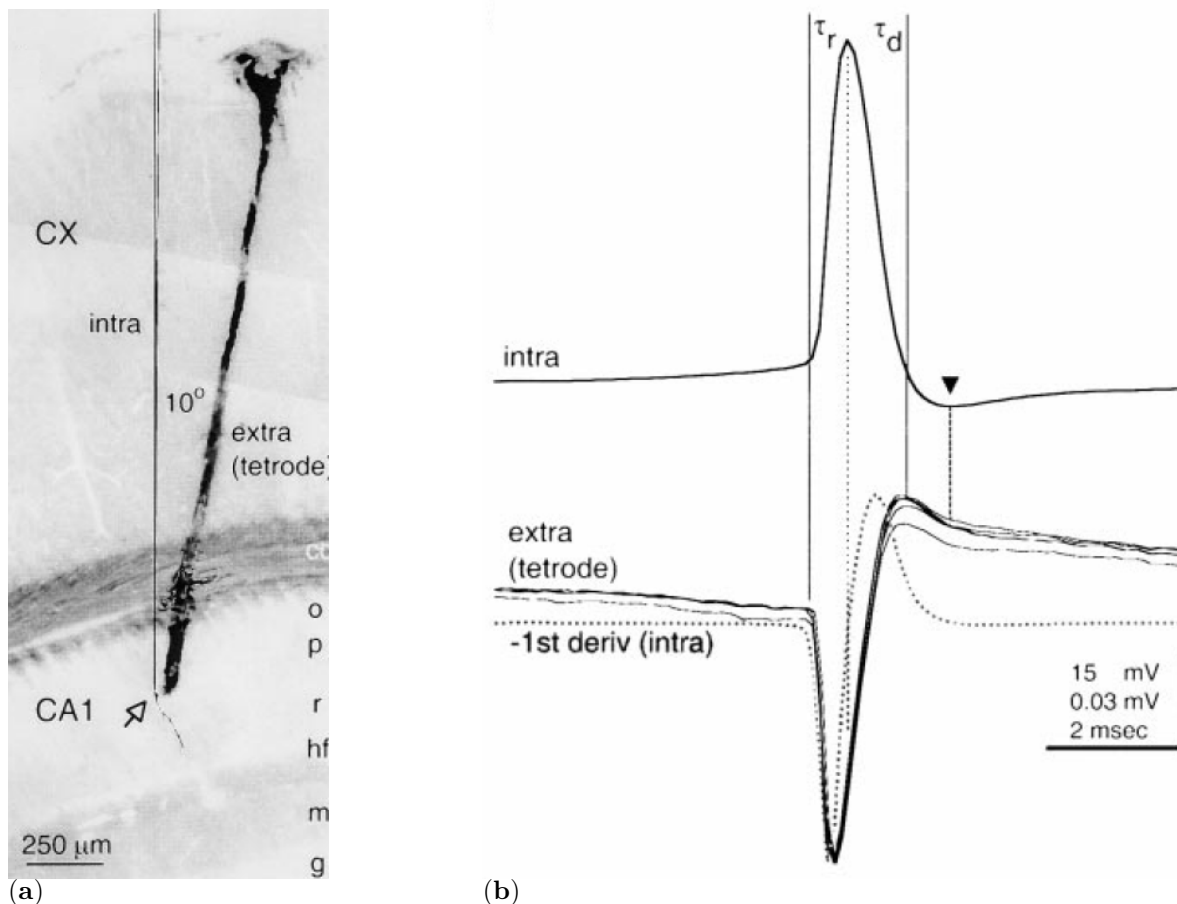 CX
intra
10°
extra
(tetrode)
o
p
CA1
r
hf
m
250 μm
g
(a)
τr
τd
intra
extra
(tetrode)
-1st deriv (intra)
15 mV
0.03 mV
2 msec
(b)